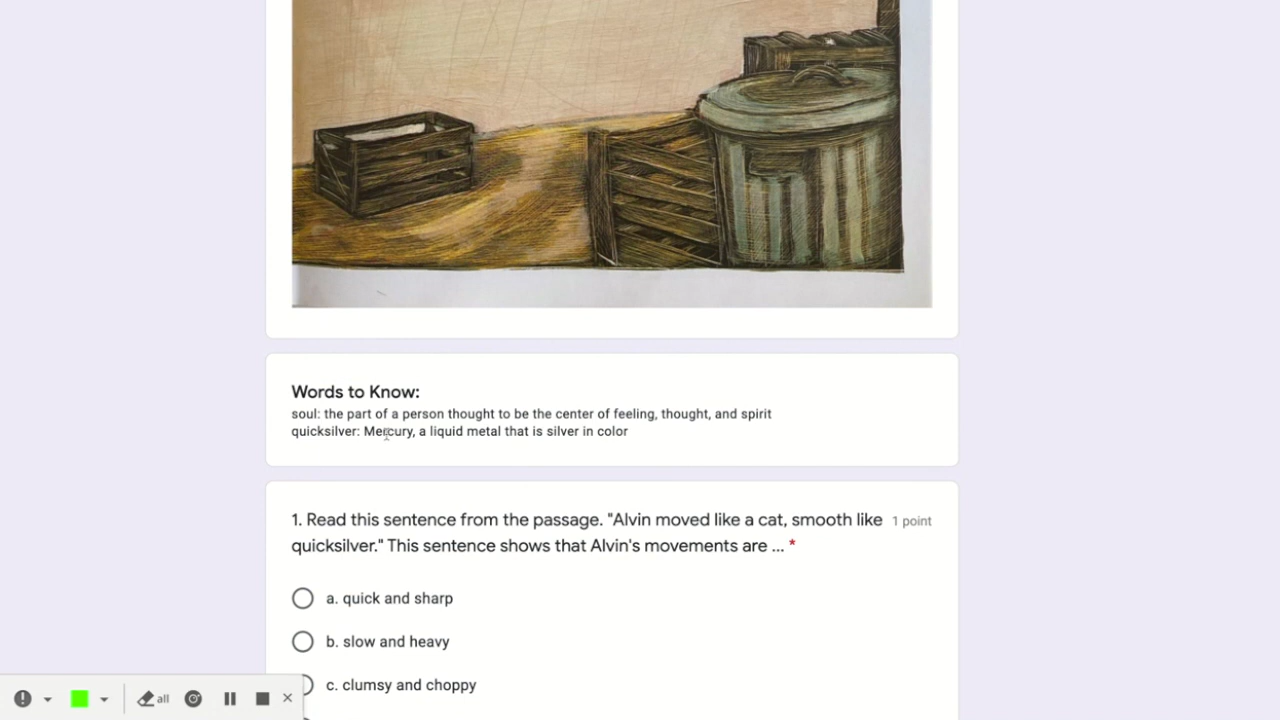 Words to Know:
soul: the part of a person thought to be the center of feeling, thought, and spirit
quicksilver: Mercury, a liquid metal that is silver in color
1. Read this sentence from the passage. "Alvin moved like a cat, smooth like 1 point
quicksilver." This sentence shows that Alvin's movements are ... *
a. quick and sharp
b. slow and heavy
c. clumsy and choppy
all